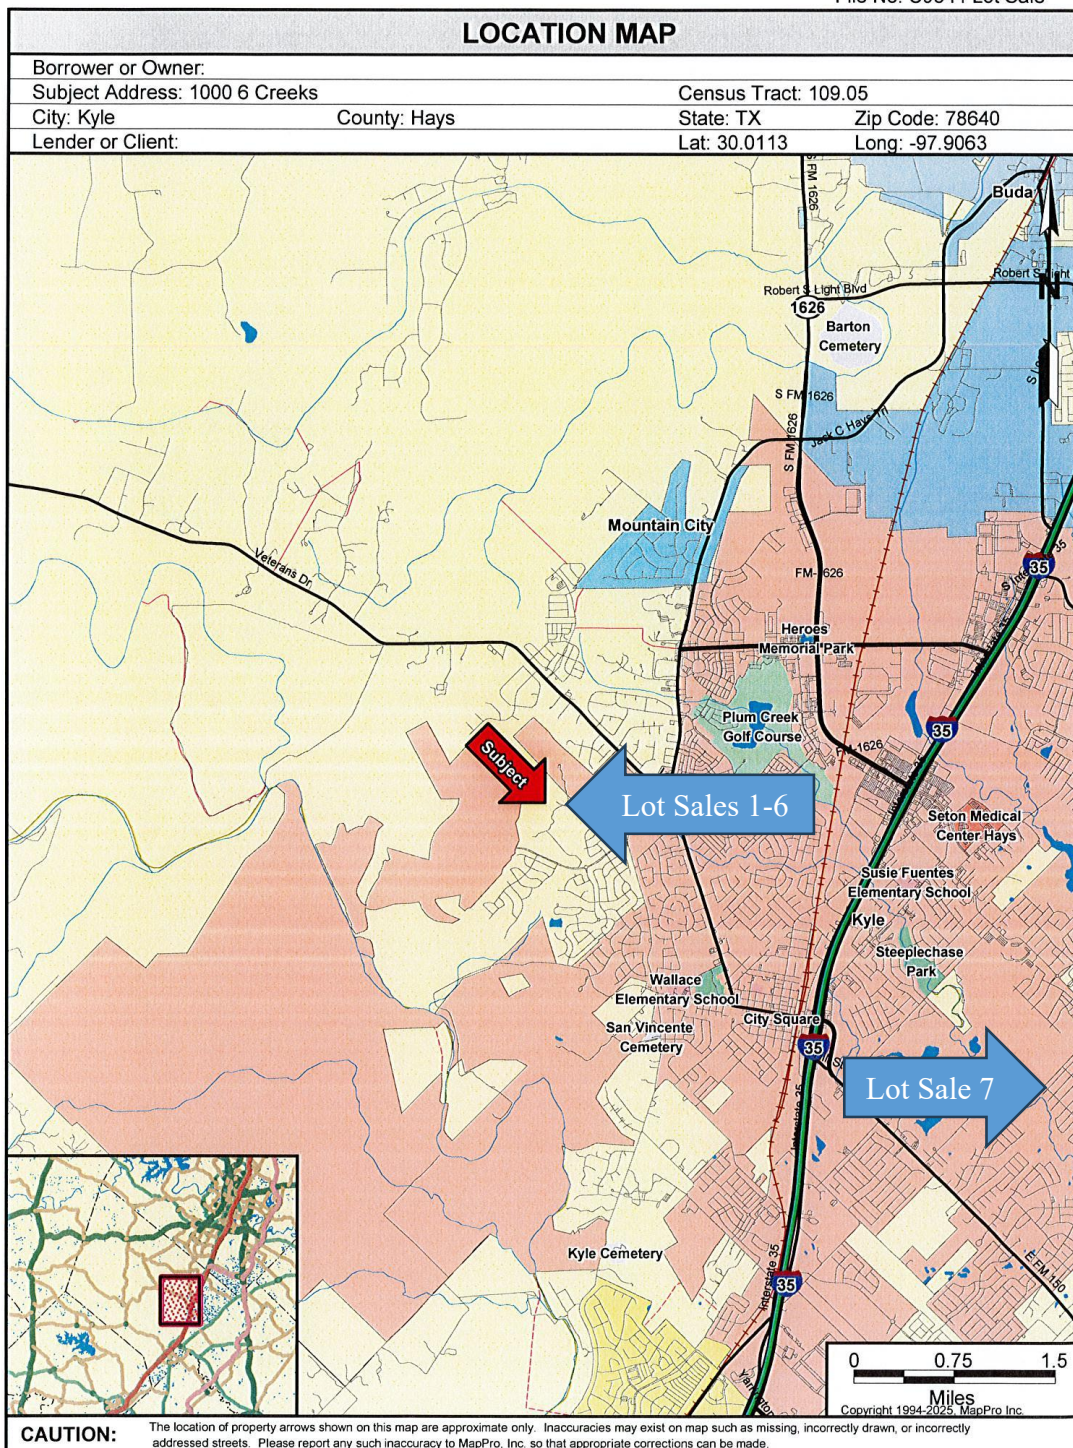 LOCATION MAP
Borrower or Owner:
Subject Address: 1000 6 Creeks
Census Tract: 109.05
City: Kyle
County: Hays
State: TX
Zip Code: 78640
Lender or Client:
Lat: 30.0113
Long: -97.9063
S FM 1626
Buda
Robert S Light Blvd
Robert S Light
1626
N
Barton
Cemetery
S FM 1626
S FM 1626
Jack C Hays Trl
Mountain City
Veterans Dr
35
FM-1626
Heroes
Memorial Park
Plum Creek
Golf Course
35
FM-1626
Subject
Lot Sales 1-6
Seton Medical
Center Hays
Susie Fuentes
Elementary School
Kyle
Steeplechase
Park
Wallace
Elementary School
City Square
San Vincente
Cemetery
35
Lot Sale 7
Interstate 35
Kyle Cemetery
Interstate 35
35
E FM 150
0 0.75 1.5
Miles
Copyright 1994-2025, MapPro Inc.
CAUTION:
The location of property arrows shown on this map are approximate only. Inaccuracies may exist on map such as missing, incorrectly drawn, or incorrectly
addressed streets. Please report any such inaccuracy to MapPro, Inc. so that appropriate corrections can be made.